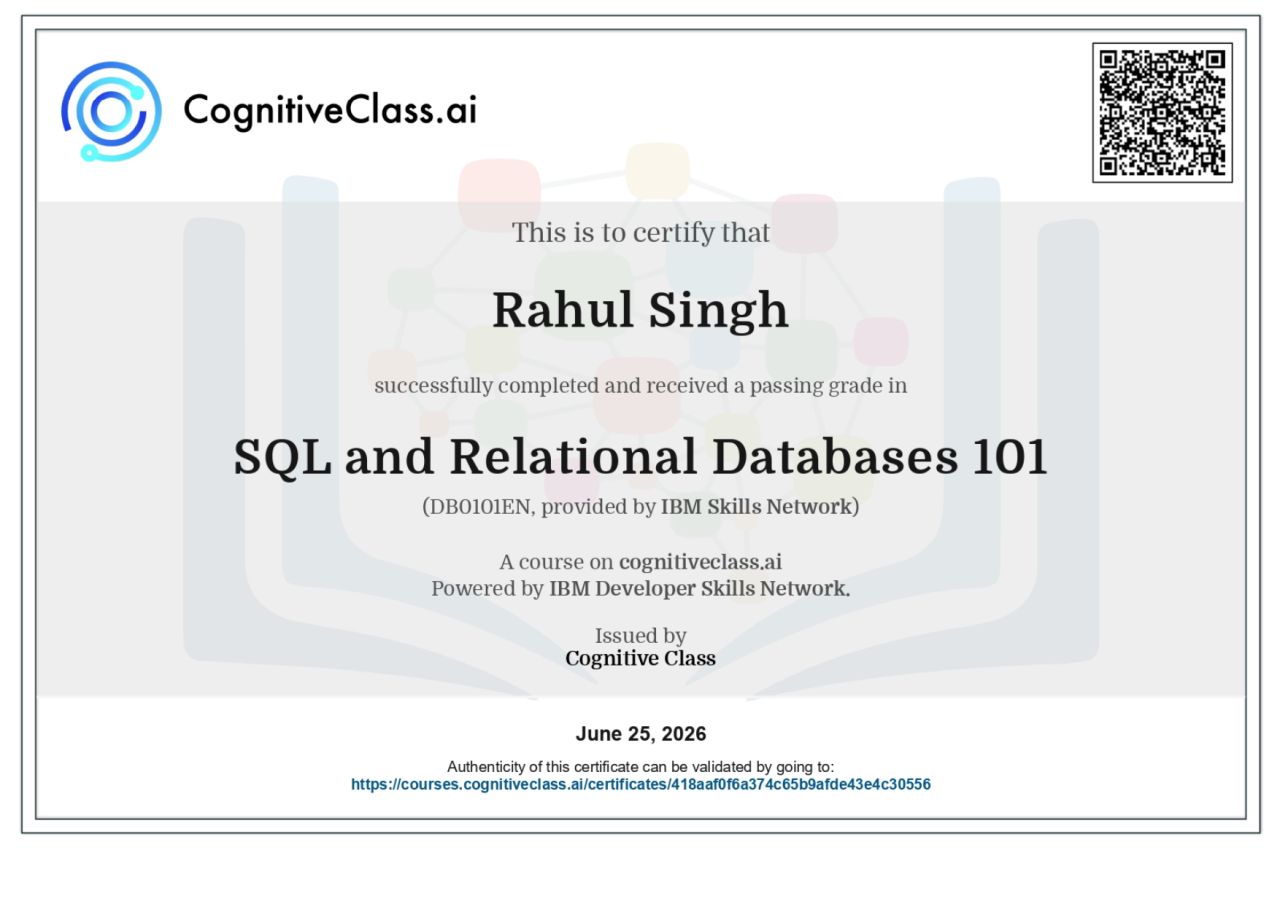 CognitiveClass.ai
This is to certify that
Rahul Singh
successfully completed and received a passing grade in
SQL and Relational Databases 101
(DB0101EN, provided by IBM Skills Network)
A course on cognitiveclass.ai
Powered by IBM Developer Skills Network.
Issued by
Cognitive Class
June 25, 2026
Authenticity of this certificate can be validated by going to:
https://courses.cognitiveclass.ai/certificates/418aaf0f6a374c65b9afde43e4c30556